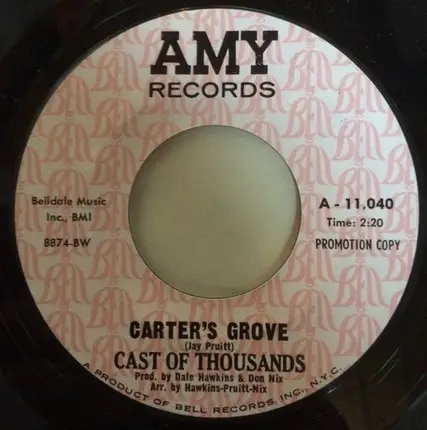 AMY
RECORDS
Belldale Music
Inc., BMI
8874-BW
A - 11,040
Time: 2:20
PROMOTION COPY
CARTER'S GROVE
(Jay Pruitt)
CAST OF THOUSANDS
Prod. by Dale Hawkins & Don Nix
Arr. by Hawkins-Pruitt-Nix
A PRODUCT OF BELL RECORDS, INC., N.Y.C.